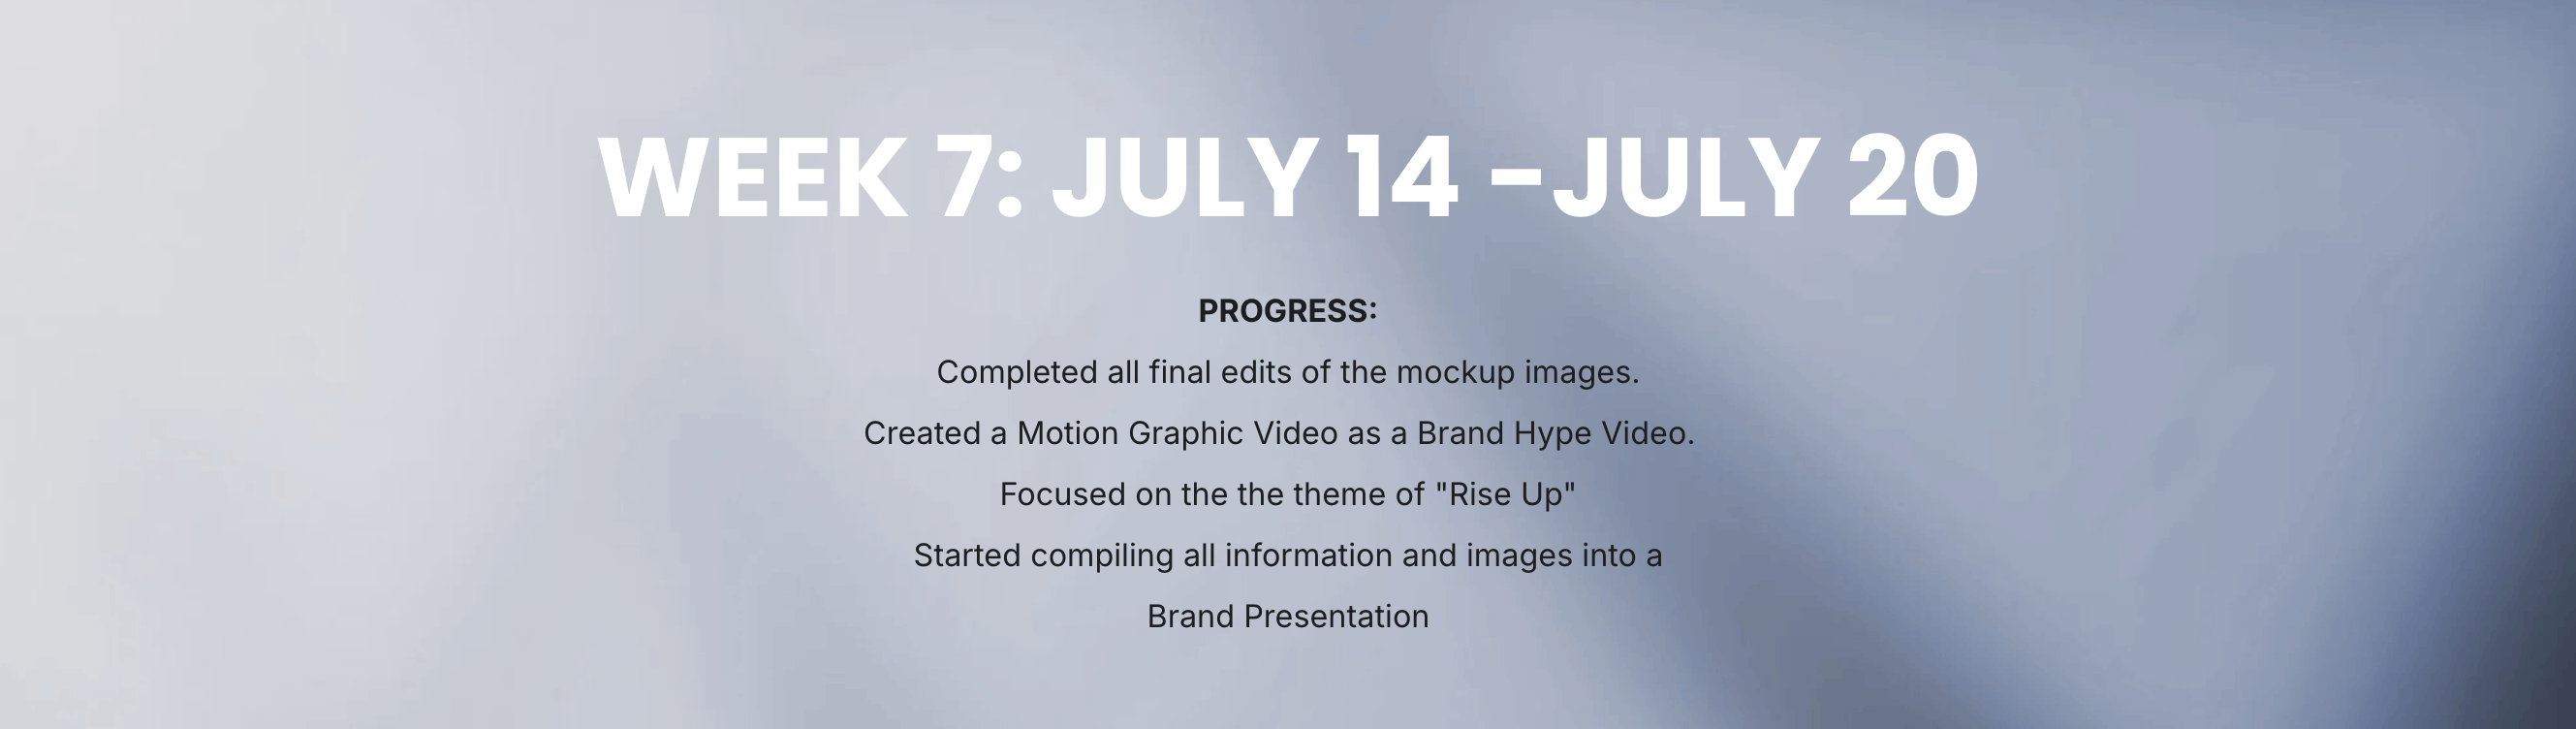 WEEK 7: JULY 14 -JULY 20
PROGRESS:
Completed all final edits of the mockup images.
Created a Motion Graphic Video as a Brand Hype Video.
Focused on the the theme of "Rise Up"
Started compiling all information and images into a
Brand Presentation